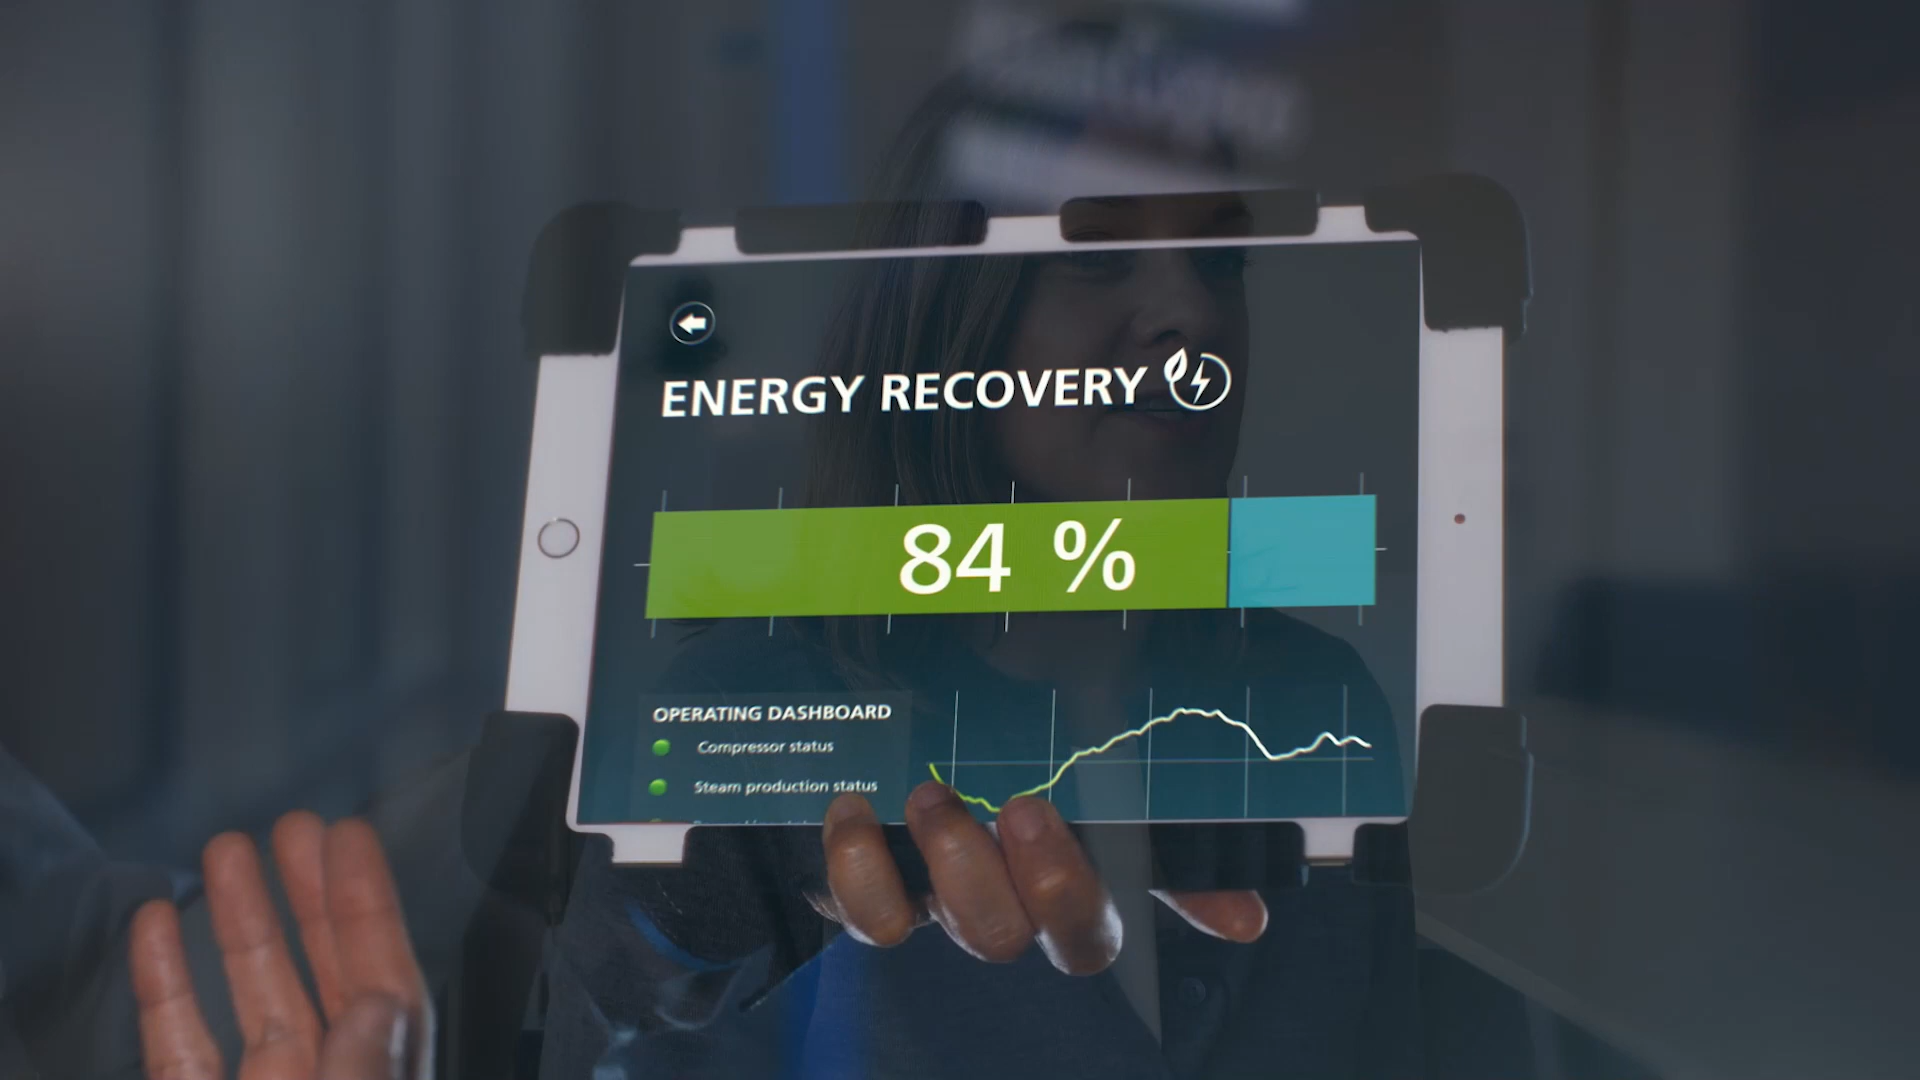 ENERGY RECOVERY
84 %
OPERATING DASHBOARD
Compressor status
Steam production status